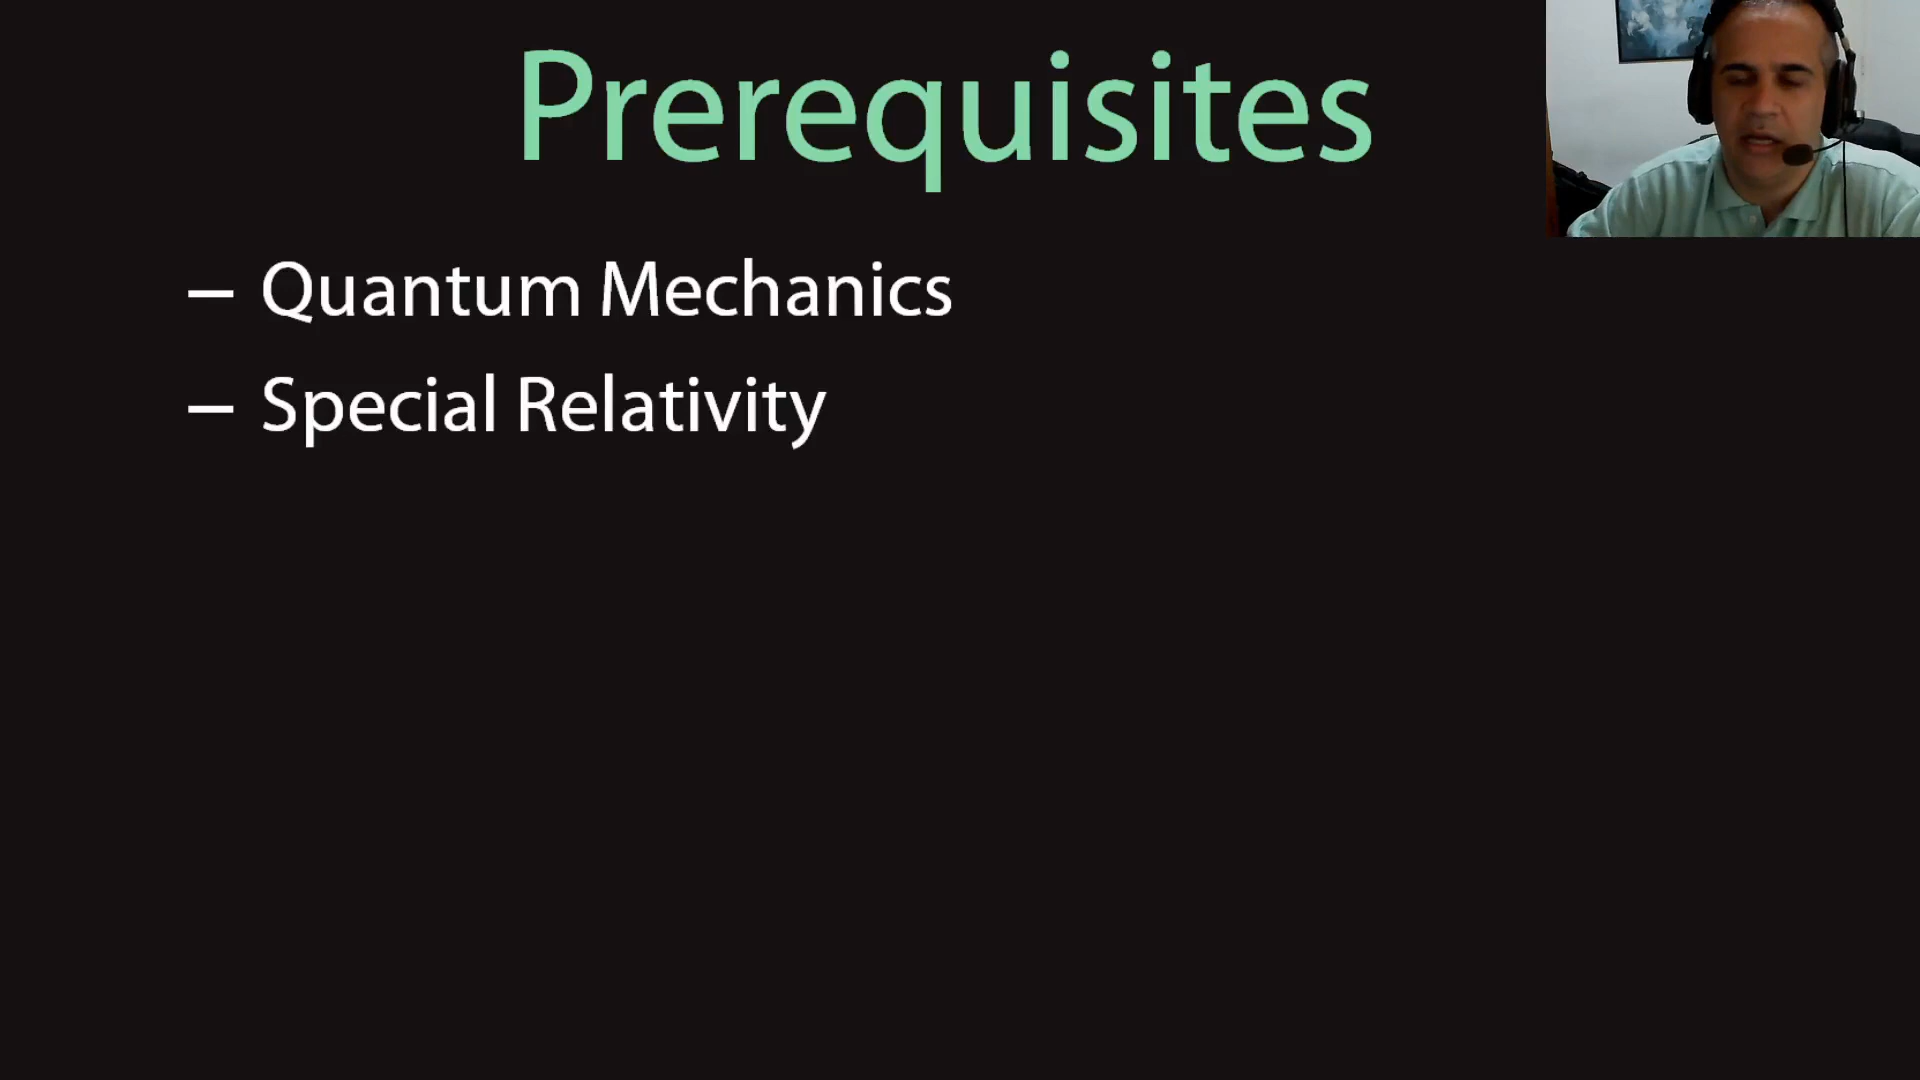 Prerequisites
– Quantum Mechanics
– Special Relativity